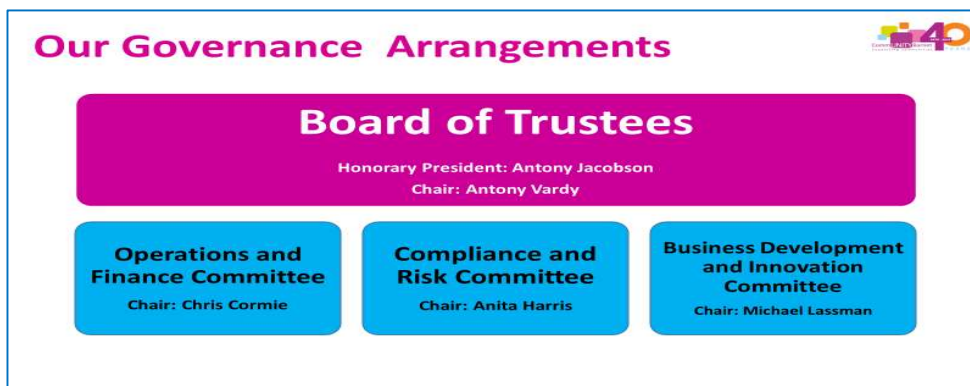 Our Governance Arrangements
40
Board of Trustees
Honorary President: Antony Jacobson
Chair: Antony Vardy
Operations and
Finance Committee
Chair: Chris Cormie
Compliance and
Risk Committee
Chair: Anita Harris
Business Development
and Innovation
Committee
Chair: Michael Lassman